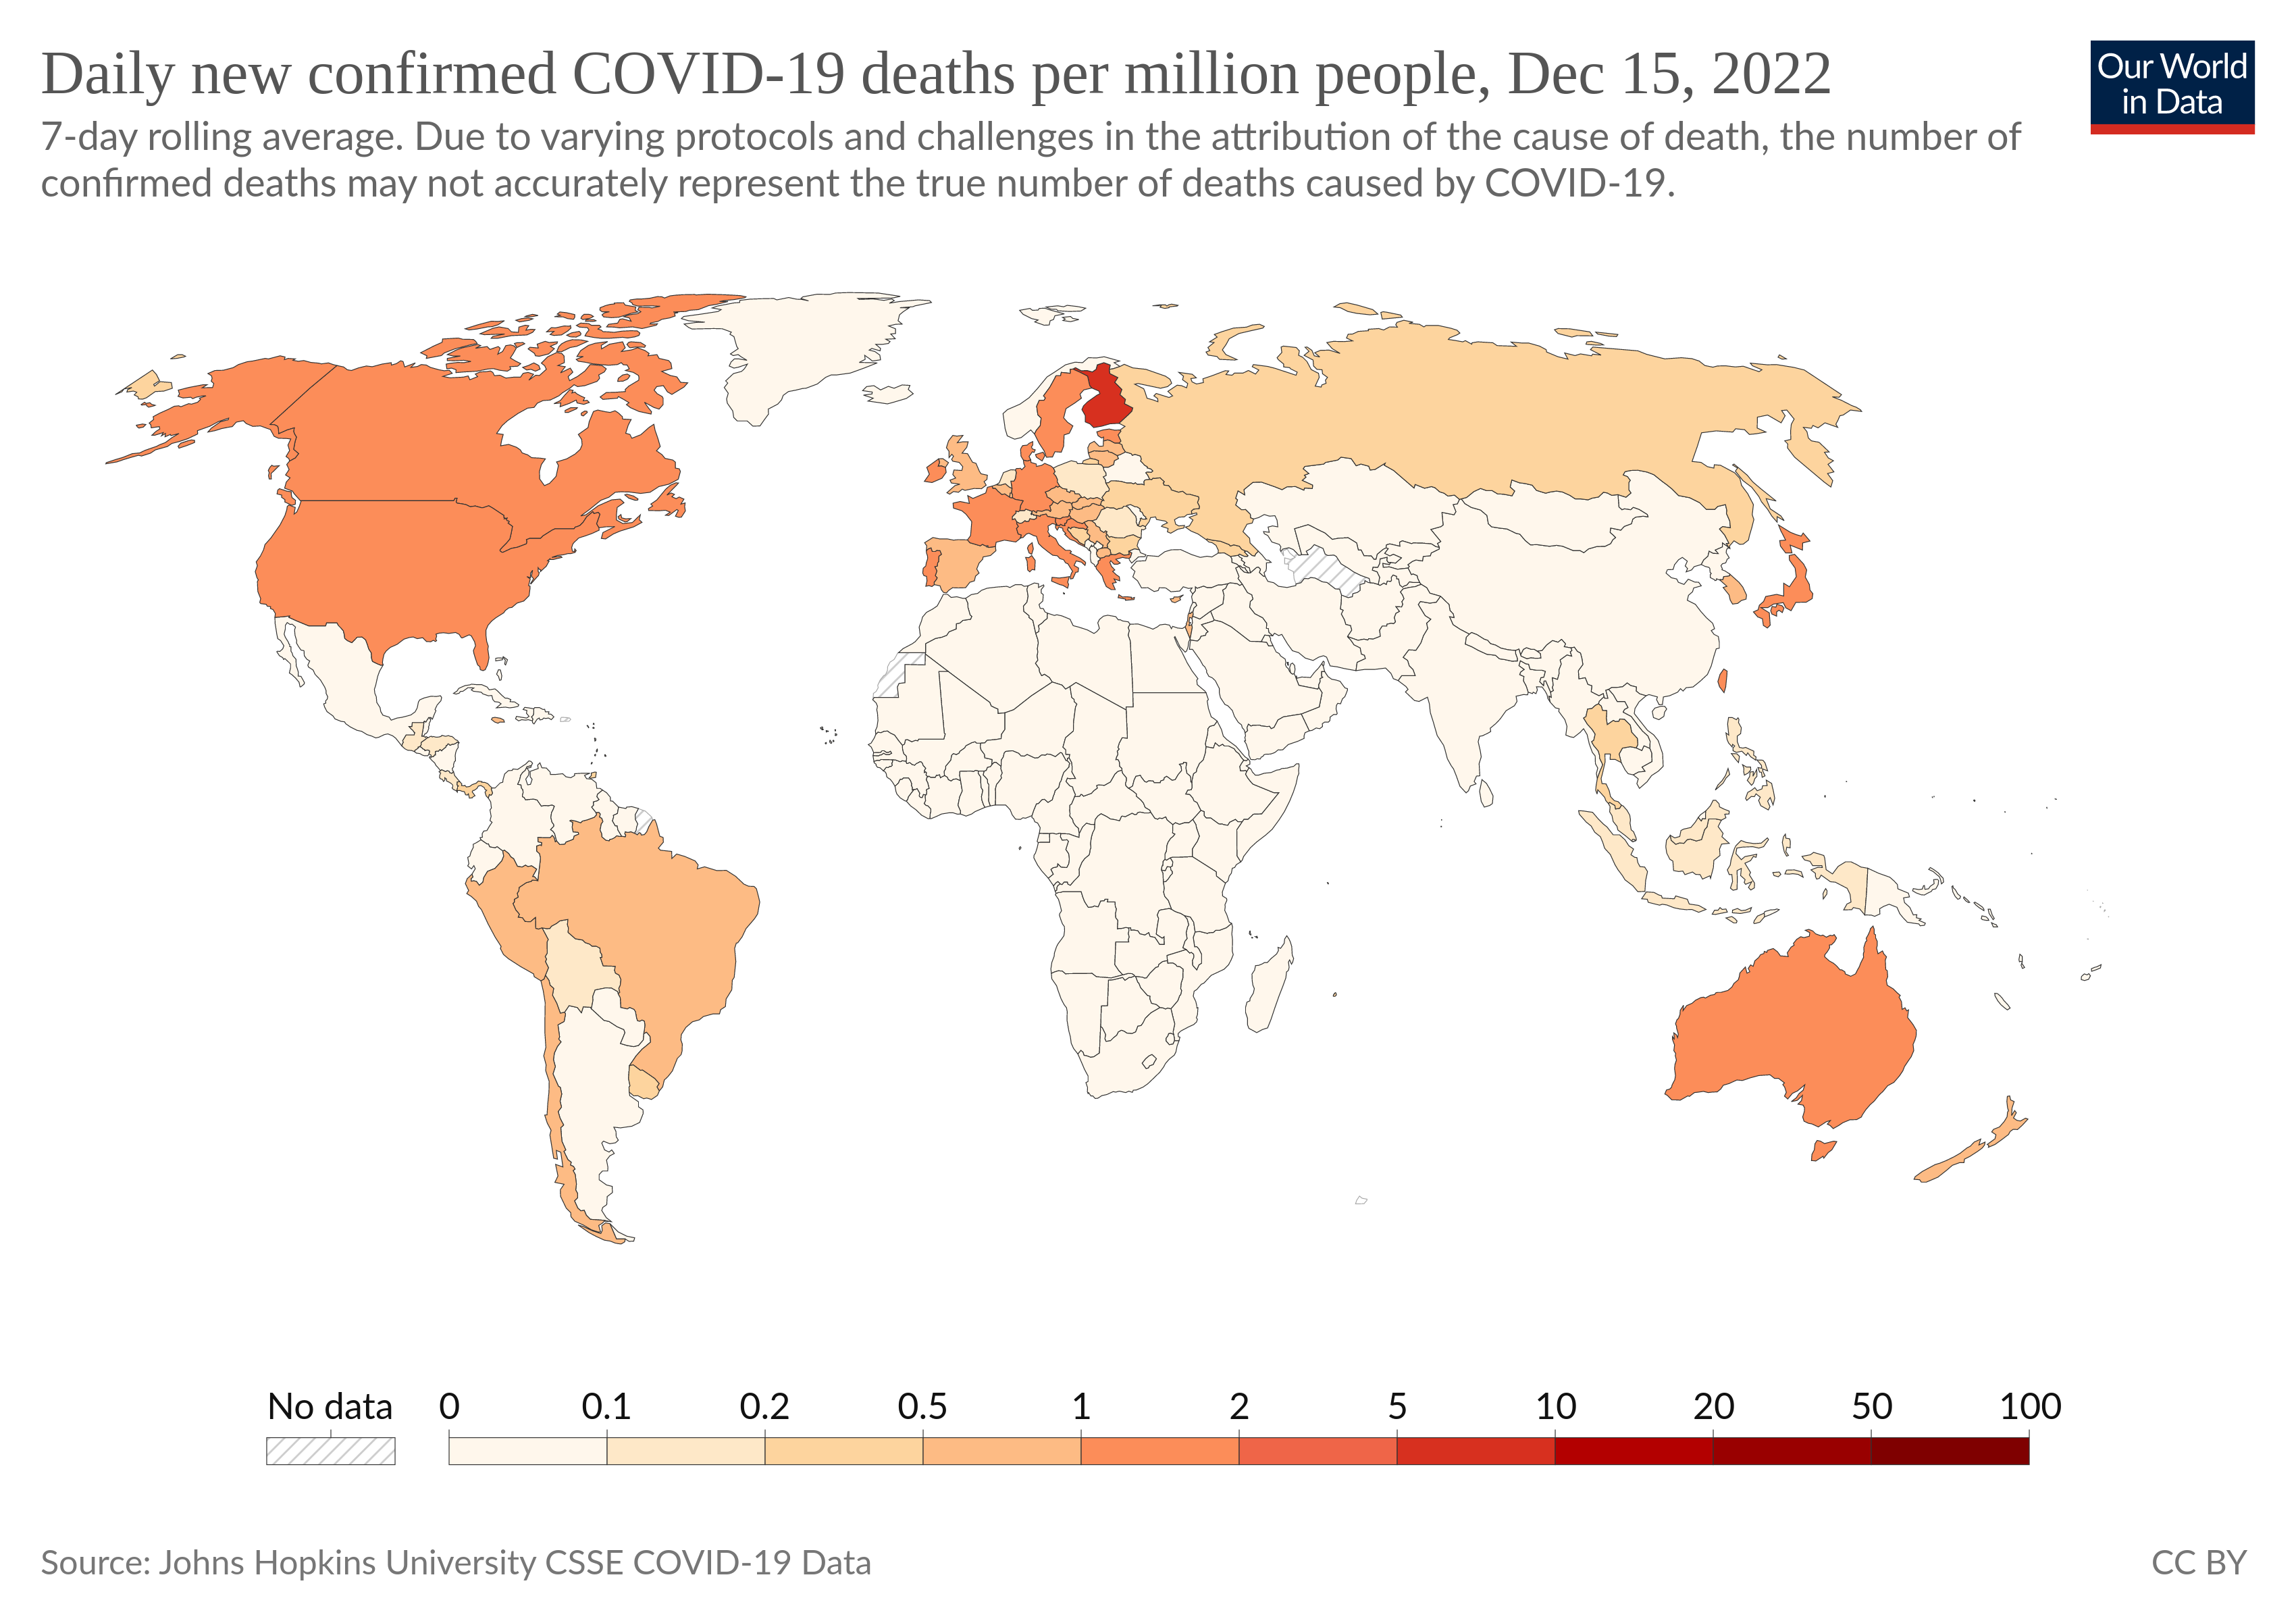 Daily new confirmed COVID-19 deaths per million people, Dec 15, 2022
Our World
in Data
7-day rolling average. Due to varying protocols and challenges in the attribution of the cause of death, the number of
confirmed deaths may not accurately represent the true number of deaths caused by COVID-19.
No data 0 0.1 0.2 0.5 1 2 5 10 20 50 100
Source: Johns Hopkins University CSSE COVID-19 Data
CC BY